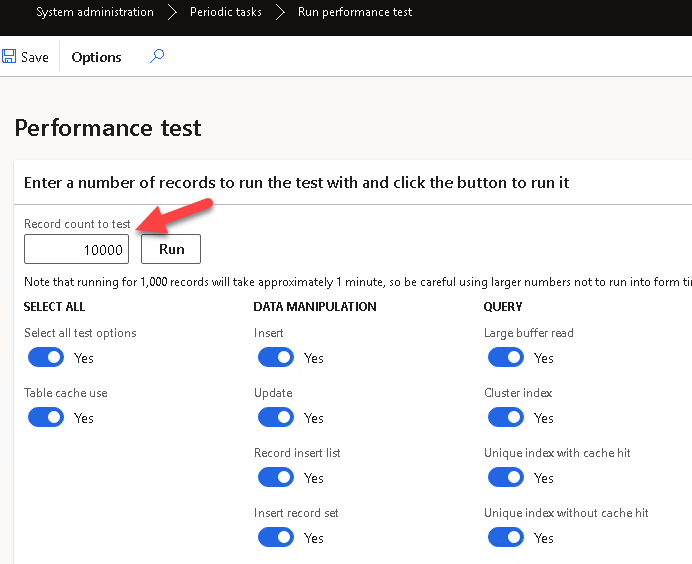 System administration > Periodic tasks > Run performance test
Save Options
Performance test
Enter a number of records to run the test with and click the button to run it
Record count to test
10000 Run
Note that running for 1,000 records will take approximately 1 minute, so be careful using larger numbers not to run into form
SELECT ALL DATA MANIPULATION QUERY
Select all test options Insert Large buffer read
Yes Yes Yes
Table cache use Update Cluster index
Yes Yes Yes
Record insert list Unique index with cache hit
Yes Yes
Insert record set Unique index without cache hit
Yes Yes